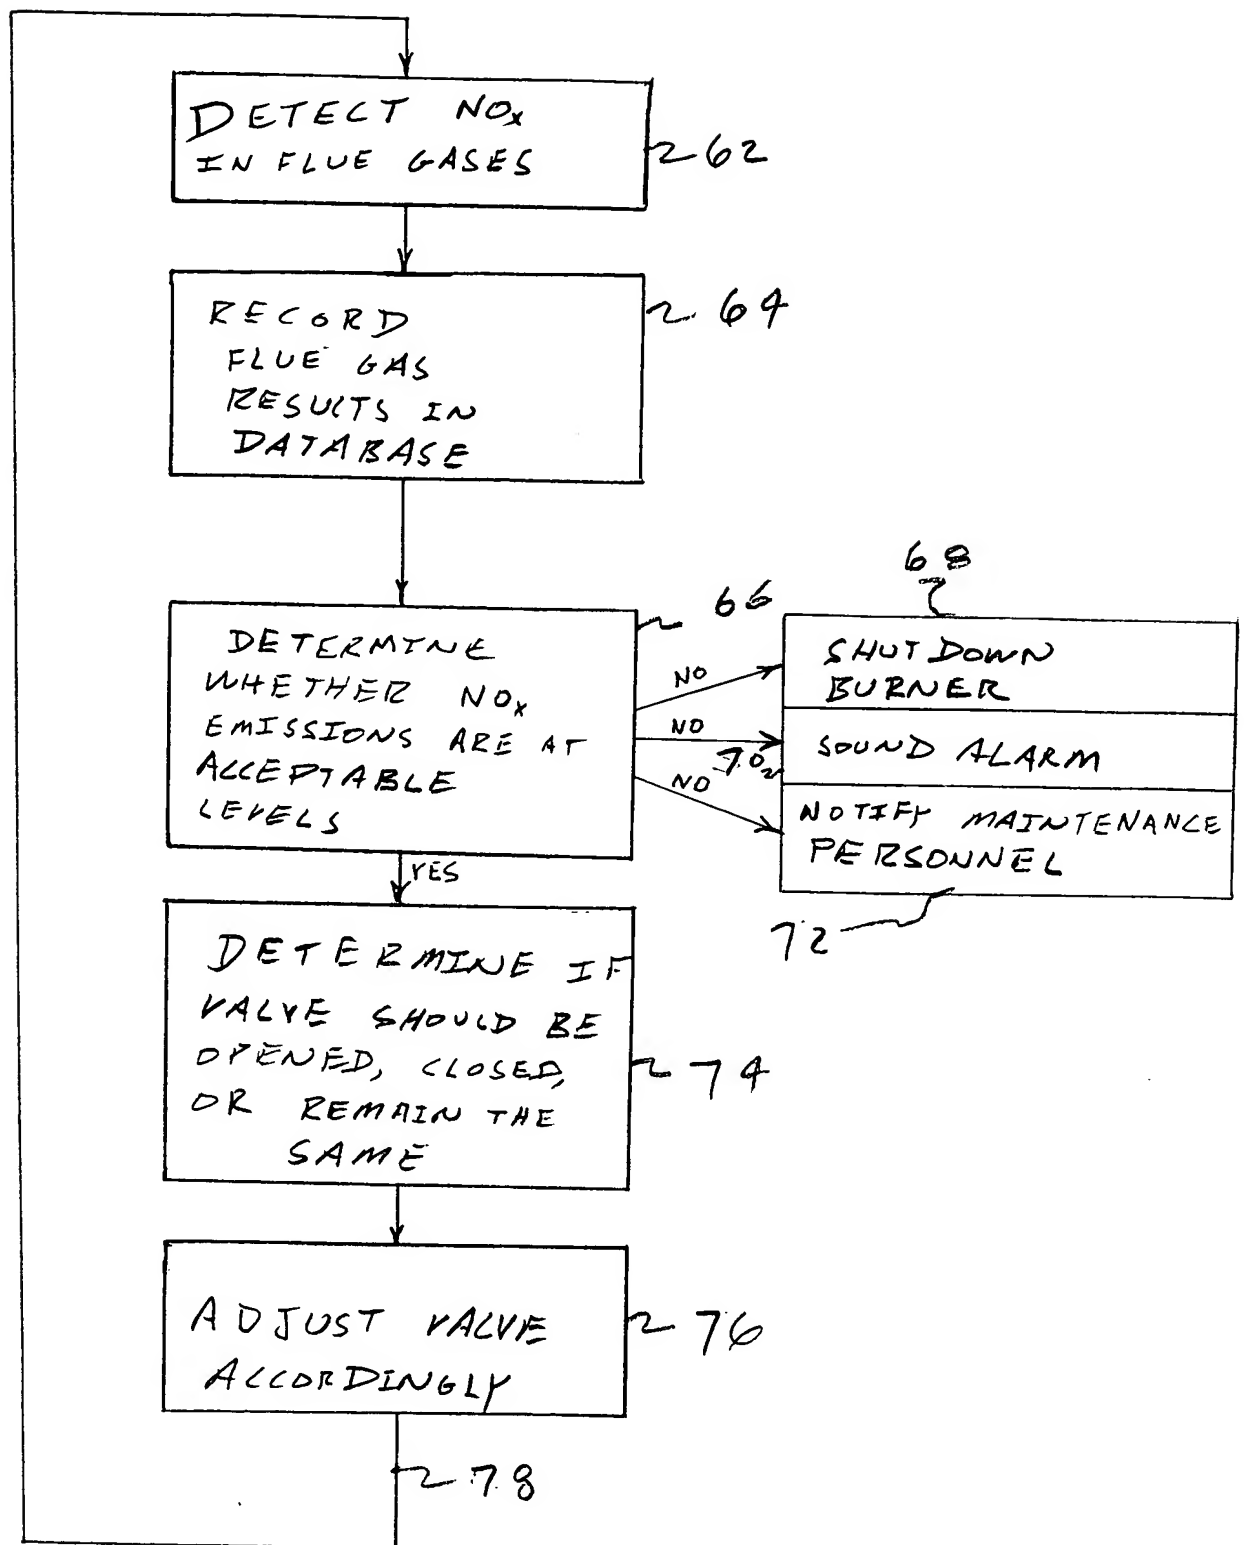 DETECT NOx
IN FLUE GASES
62
RECORD
FLUE GAS
RESULTS IN
DATABASE
64
DETERMINE
WHETHER NOx
EMISSIONS ARE AT
ACCEPTABLE
LEVELS
66
NO
NO
NO
68
SHUT DOWN
BURNER
70
SOUND ALARM
NOTIFY MAINTENANCE
PERSONNEL
72
YES
DETERMINE IF
VALVE SHOULD BE
OPENED, CLOSED,
OR REMAIN THE
SAME
74
ADJUST VALVE
ACCORDINGLY
76
78